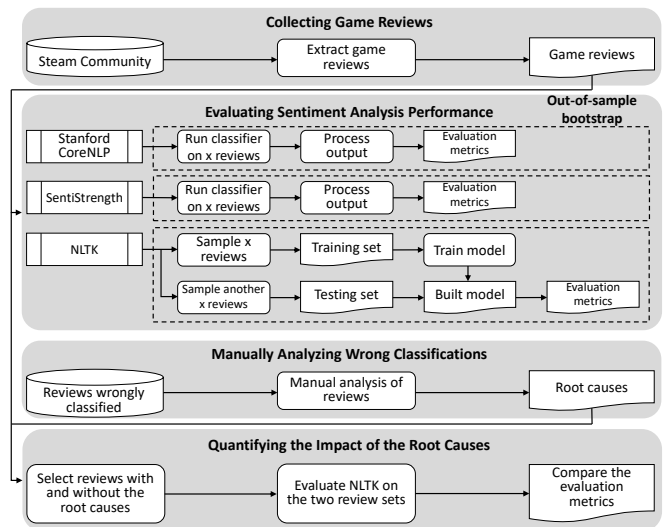 Collecting Game Reviews
Steam Community
Extract game
reviews
Game reviews
Evaluating Sentiment Analysis Performance
Out-of-sample
bootstrap
Stanford
CoreNLP
Run classifier
on x reviews
Process
output
Evaluation
metrics
SentiStrength
Run classifier
on x reviews
Process
output
Evaluation
metrics
NLTK
Sample x
reviews
Training set
Train model
Sample another
x reviews
Testing set
Built model
Evaluation
metrics
Manually Analyzing Wrong Classifications
Reviews wrongly
classified
Manual analysis of
reviews
Root causes
Quantifying the Impact of the Root Causes
Select reviews with
and without the
root causes
Evaluate NLTK on
the two review sets
Compare the
evaluation
metrics